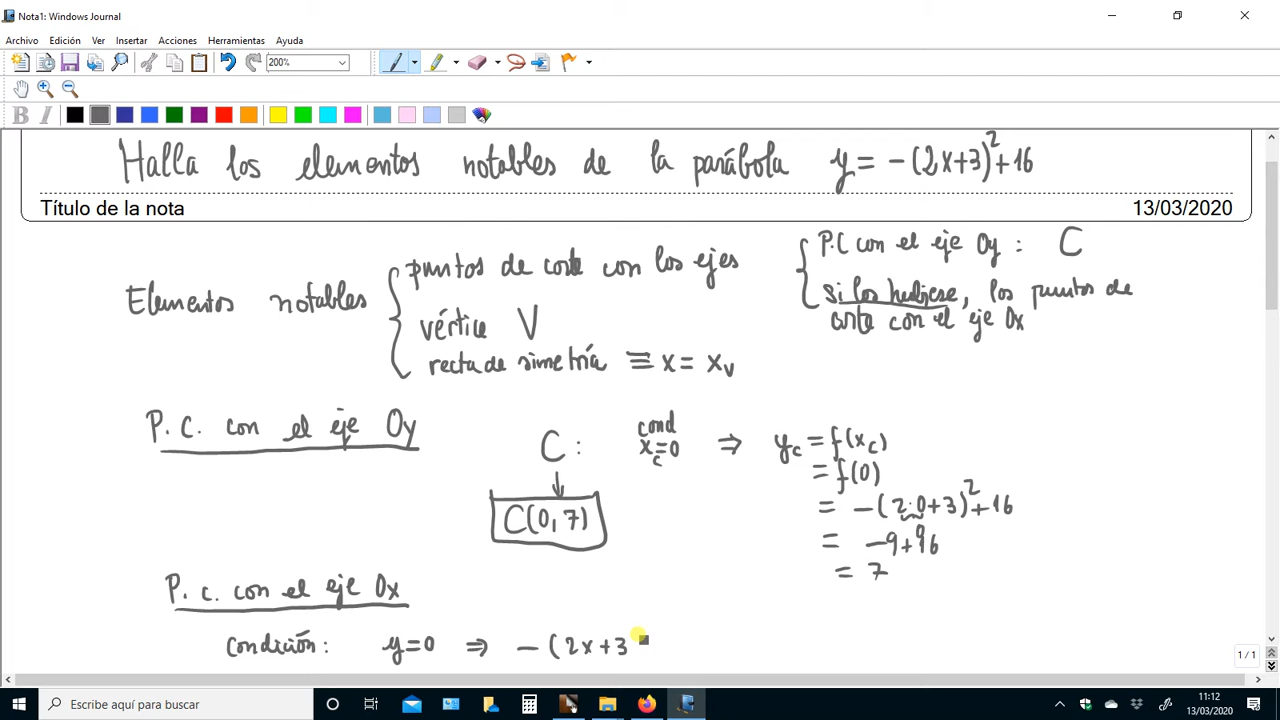 Nota1: Windows Journal
Archivo Edición Ver Insertar Acciones Herramientas Ayuda
200%
Halla los elementos notables de la parábola y = -(2x+3)²+16
Título de la nota 13/03/2020
Elementos notables { puntos de corte con los ejes
vértice V
recta de simetría ≡ x = xᵥ
{ P.C con el eje Oy : C
si los hubiese, los puntos de
corte con el eje Ox
P. C. con el eje Oy
C : cond x_c=0 ⇒ y_c = f(x_c)
= f(0)
= -(2·0+3)²+16
C(0,7)
= -9+96
= 7
P. c. con el eje Ox
Condición: y=0 ⇒ -(2x+3
1 / 1
Escribe aquí para buscar
11:12
13/03/2020